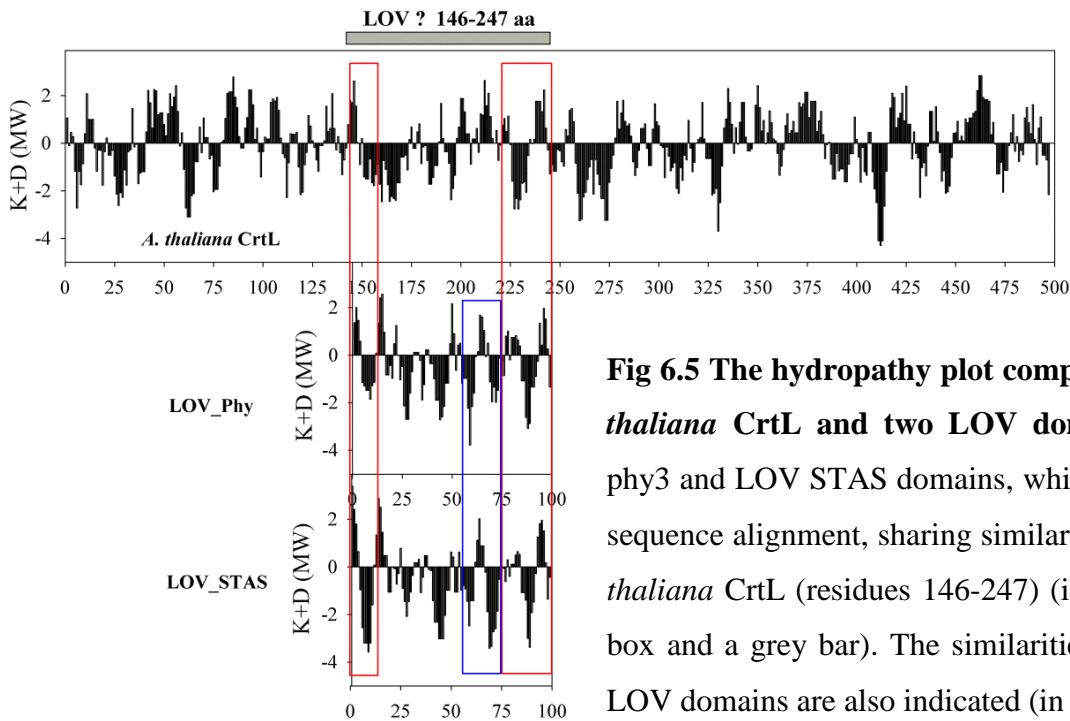 LOV ? 146-247 aa
K+D (MW)
2
0
-2
-4
A. thaliana CrtL
0 25 50 75 100 125 150 175 200 225 250 275 300 325 350 375 400 425 450 475 500
LOV_Phy
K+D (MW)
2
0
-2
-4
0 25 50 75 100
LOV_STAS
K+D (MW)
2
0
-2
-4
0 25 50 75 100
Fig 6.5 The hydropathy plot comp
thaliana CrtL and two LOV dor
phy3 and LOV STAS domains, whi
sequence alignment, sharing similar
thaliana CrtL (residues 146-247) (i
box and a grey bar). The similaritie
LOV domains are also indicated (in